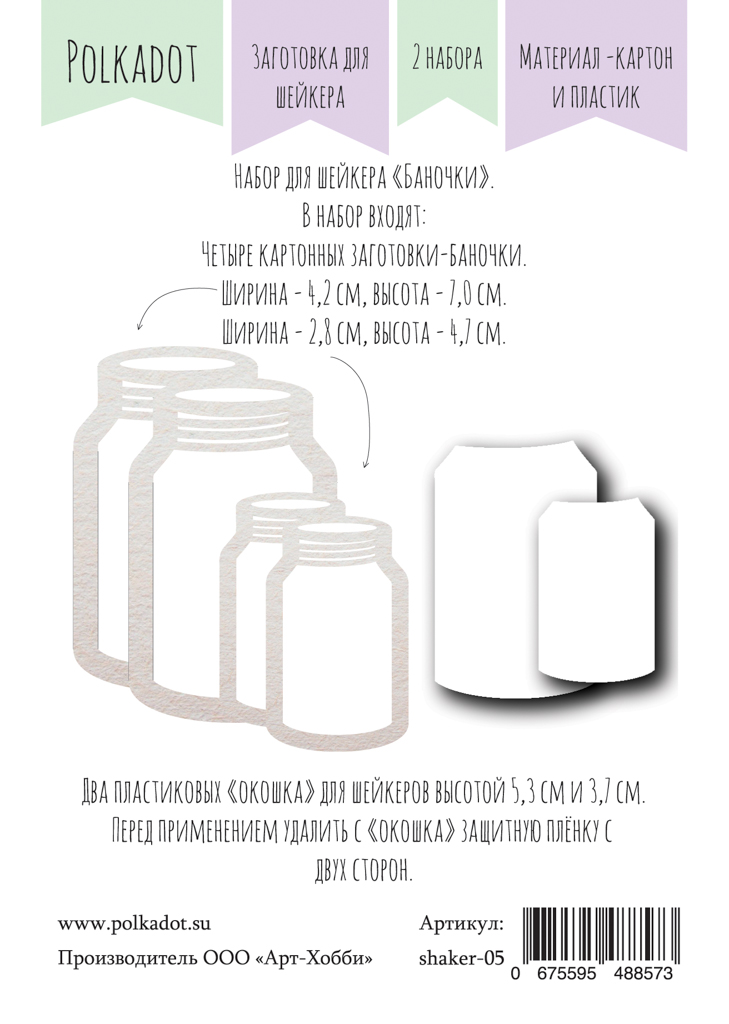 Polkadot
Заготовка для
шейкера
2 набора
Материал -картон
и пластик
Набор для шейкера «Баночки».
В набор входят:
Четыре картонных заготовки-баночки.
Ширина - 4,2 см, высота - 7,0 см.
Ширина - 2,8 см, высота - 4,7 см.
Два пластиковых «окошка» для шейкеров высотой 5,3 см и 3,7 см.
Перед применением удалить с «окошка» защитную плёнку с
двух сторон.
www.polkadot.su
Производитель ООО «Арт-Хобби»
Артикул:
shaker-05
0 675595 488573